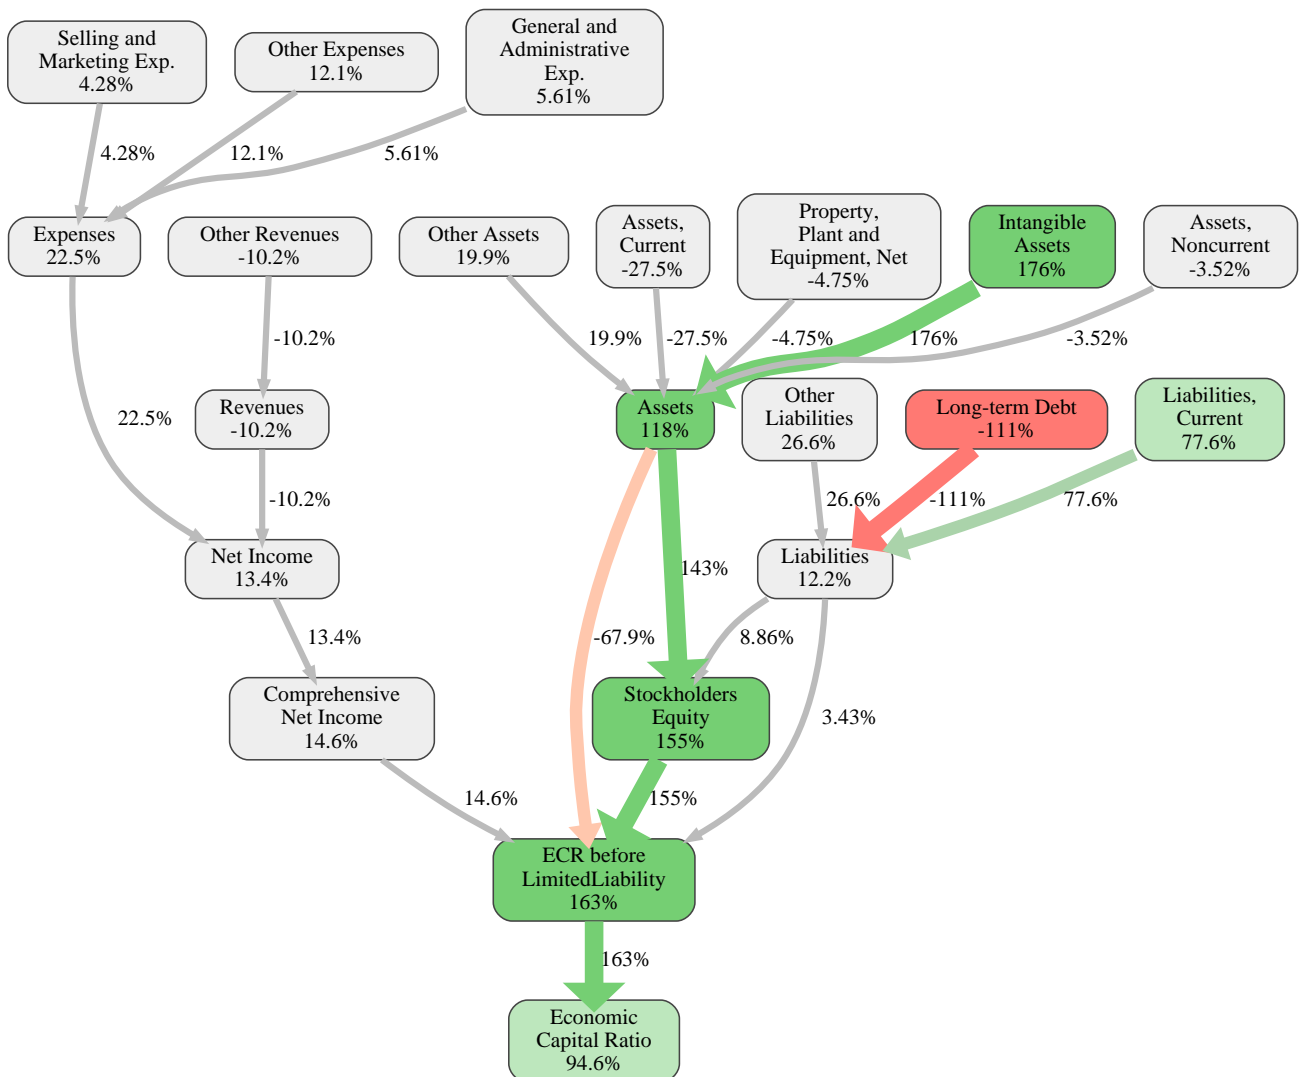 Selling and
Marketing Exp.
4.28%
Other Expenses
12.1%
General and
Administrative
Exp.
5.61%
4.28%
12.1%
5.61%
Expenses
22.5%
Other Revenues
-10.2%
Other Assets
19.9%
Assets,
Current
-27.5%
Property,
Plant and
Equipment, Net
-4.75%
Intangible
Assets
176%
Assets,
Noncurrent
-3.52%
-10.2%
19.9%
-27.5%
-4.75%
176%
-3.52%
22.5%
Revenues
-10.2%
Assets
118%
Other
Liabilities
26.6%
Long-term Debt
-111%
Liabilities,
Current
77.6%
-10.2%
26.6%
-111%
77.6%
Net Income
13.4%
143%
Liabilities
12.2%
13.4%
-67.9%
8.86%
Comprehensive
Net Income
14.6%
Stockholders
Equity
155%
3.43%
14.6%
155%
ECR before
LimitedLiability
163%
163%
Economic
Capital Ratio
94.6%